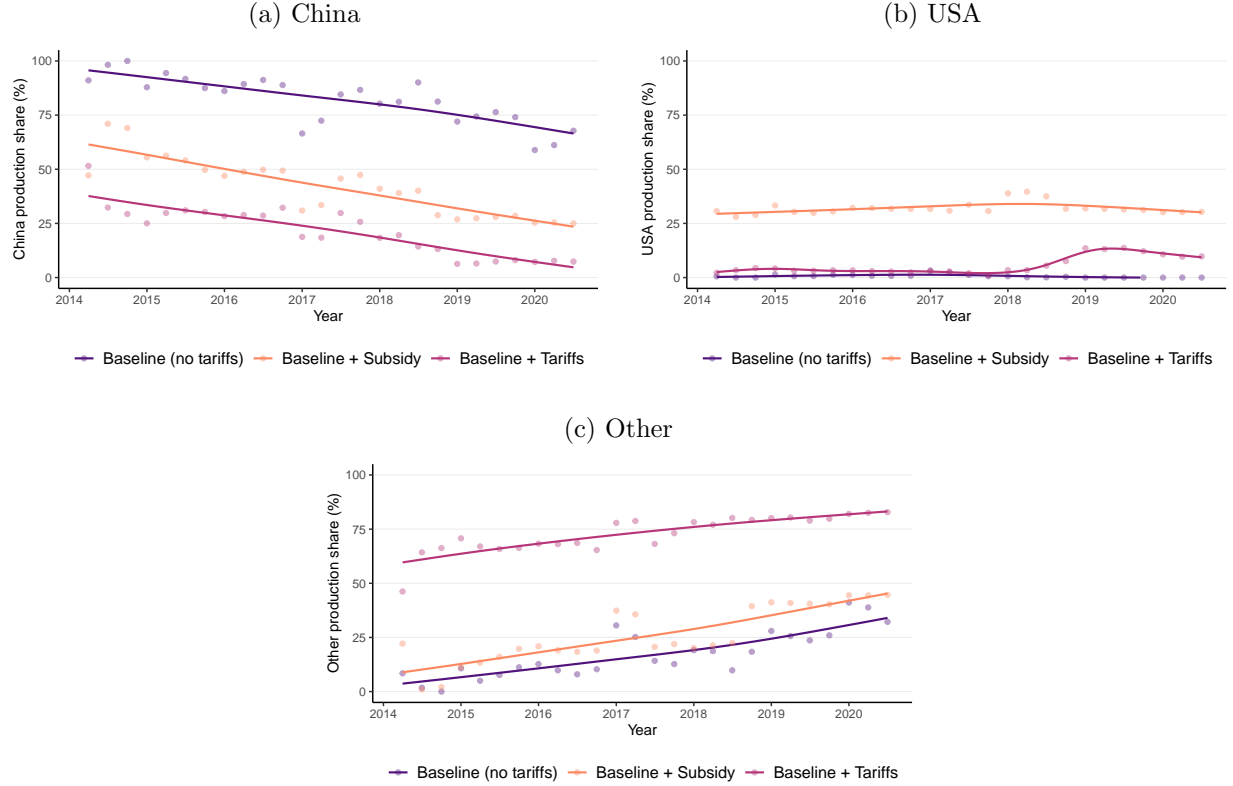 (a) China
China production share (%)
100
75
50
25
0
2014 2015 2016 2017 2018 2019 2020
Year
Baseline (no tariffs) Baseline + Subsidy Baseline + Tariffs
(b) USA
USA production share (%)
100
75
50
25
0
2014 2015 2016 2017 2018 2019 2020
Year
Baseline (no tariffs) Baseline + Subsidy Baseline + Tariffs
(c) Other
Other production share (%)
100
75
50
25
0
2014 2015 2016 2017 2018 2019 2020
Year
Baseline (no tariffs) Baseline + Subsidy Baseline + Tariffs